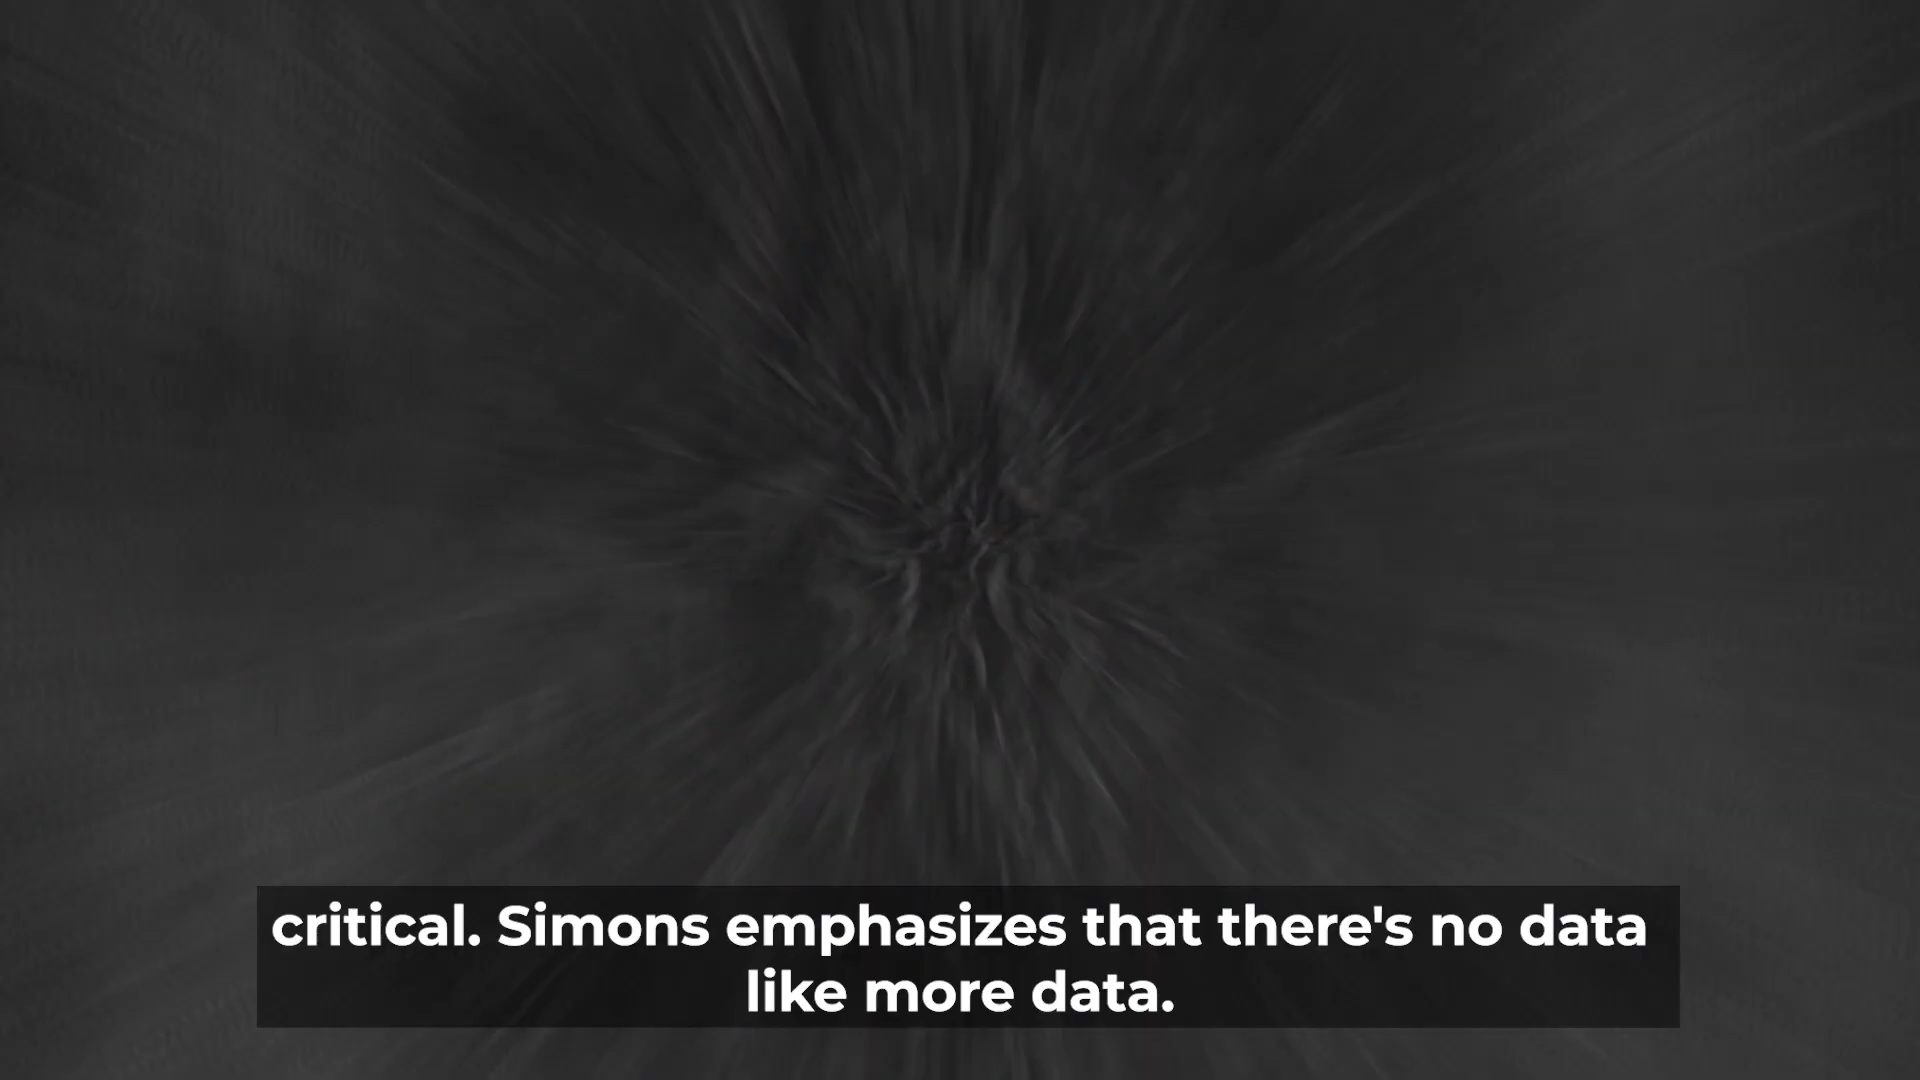 critical. Simons emphasizes that there's no data
like more data.